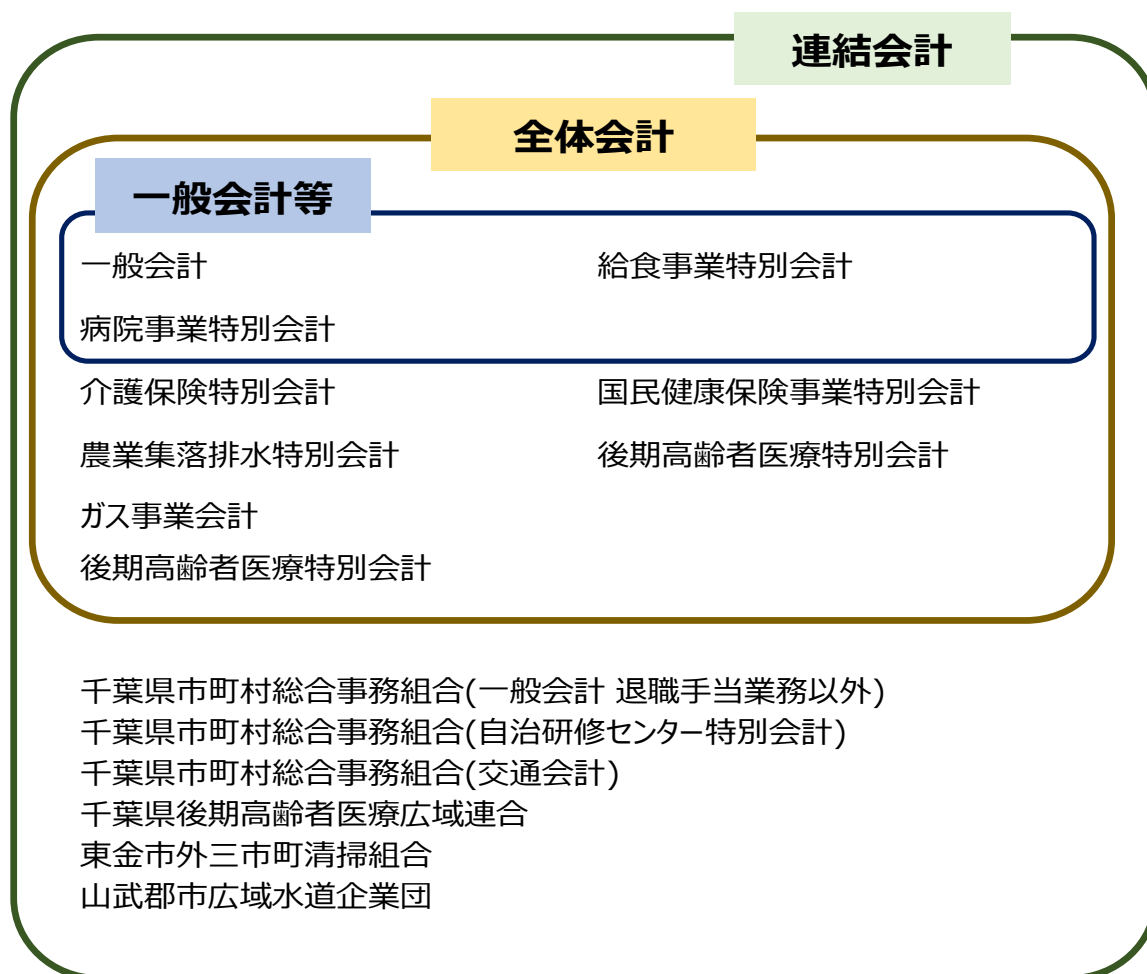 連結会計
全体会計
一般会計等
一般会計 給食事業特別会計
病院事業特別会計
介護保険特別会計 国民健康保険事業特別会計
農業集落排水特別会計 後期高齢者医療特別会計
ガス事業会計
後期高齢者医療特別会計
千葉県市町村総合事務組合(一般会計 退職手当業務以外)
千葉県市町村総合事務組合(自治研修センター特別会計)
千葉県市町村総合事務組合(交通会計)
千葉県後期高齢者医療広域連合
東金市外三市町清掃組合
山武郡市広域水道企業団